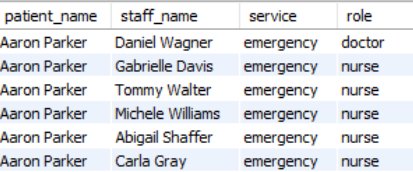 patient_name staff_name service role
Aaron Parker Daniel Wagner emergency doctor
Aaron Parker Gabrielle Davis emergency nurse
Aaron Parker Tommy Walter emergency nurse
Aaron Parker Michele Williams emergency nurse
Aaron Parker Abigail Shaffer emergency nurse
Aaron Parker Carla Gray emergency nurse